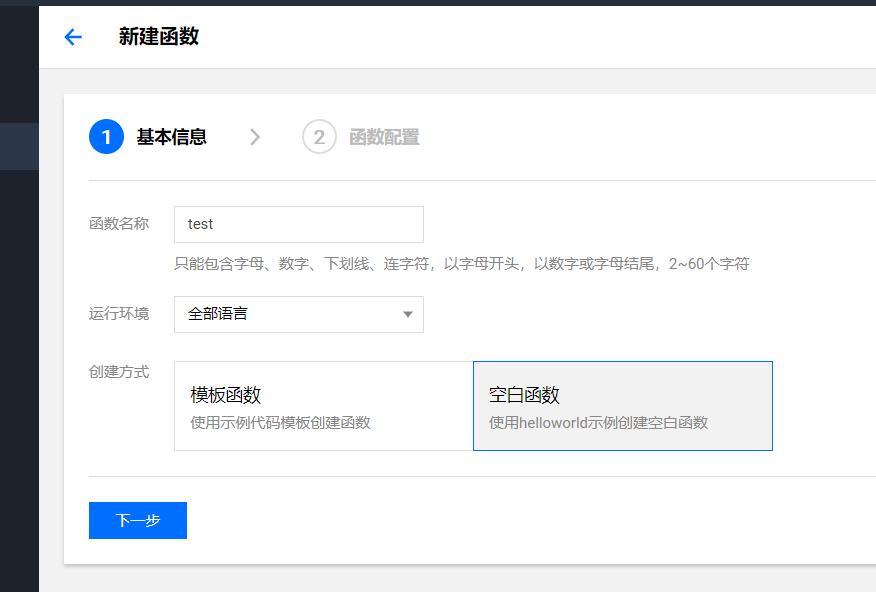 新建函数
1 基本信息 2 函数配置
函数名称 test
只能包含字母、数字、下划线、连字符，以字母开头，以数字或字母结尾，2~60个字符
运行环境 全部语言
创建方式
模板函数
使用示例代码模板创建函数
空白函数
使用helloworld示例创建空白函数
下一步